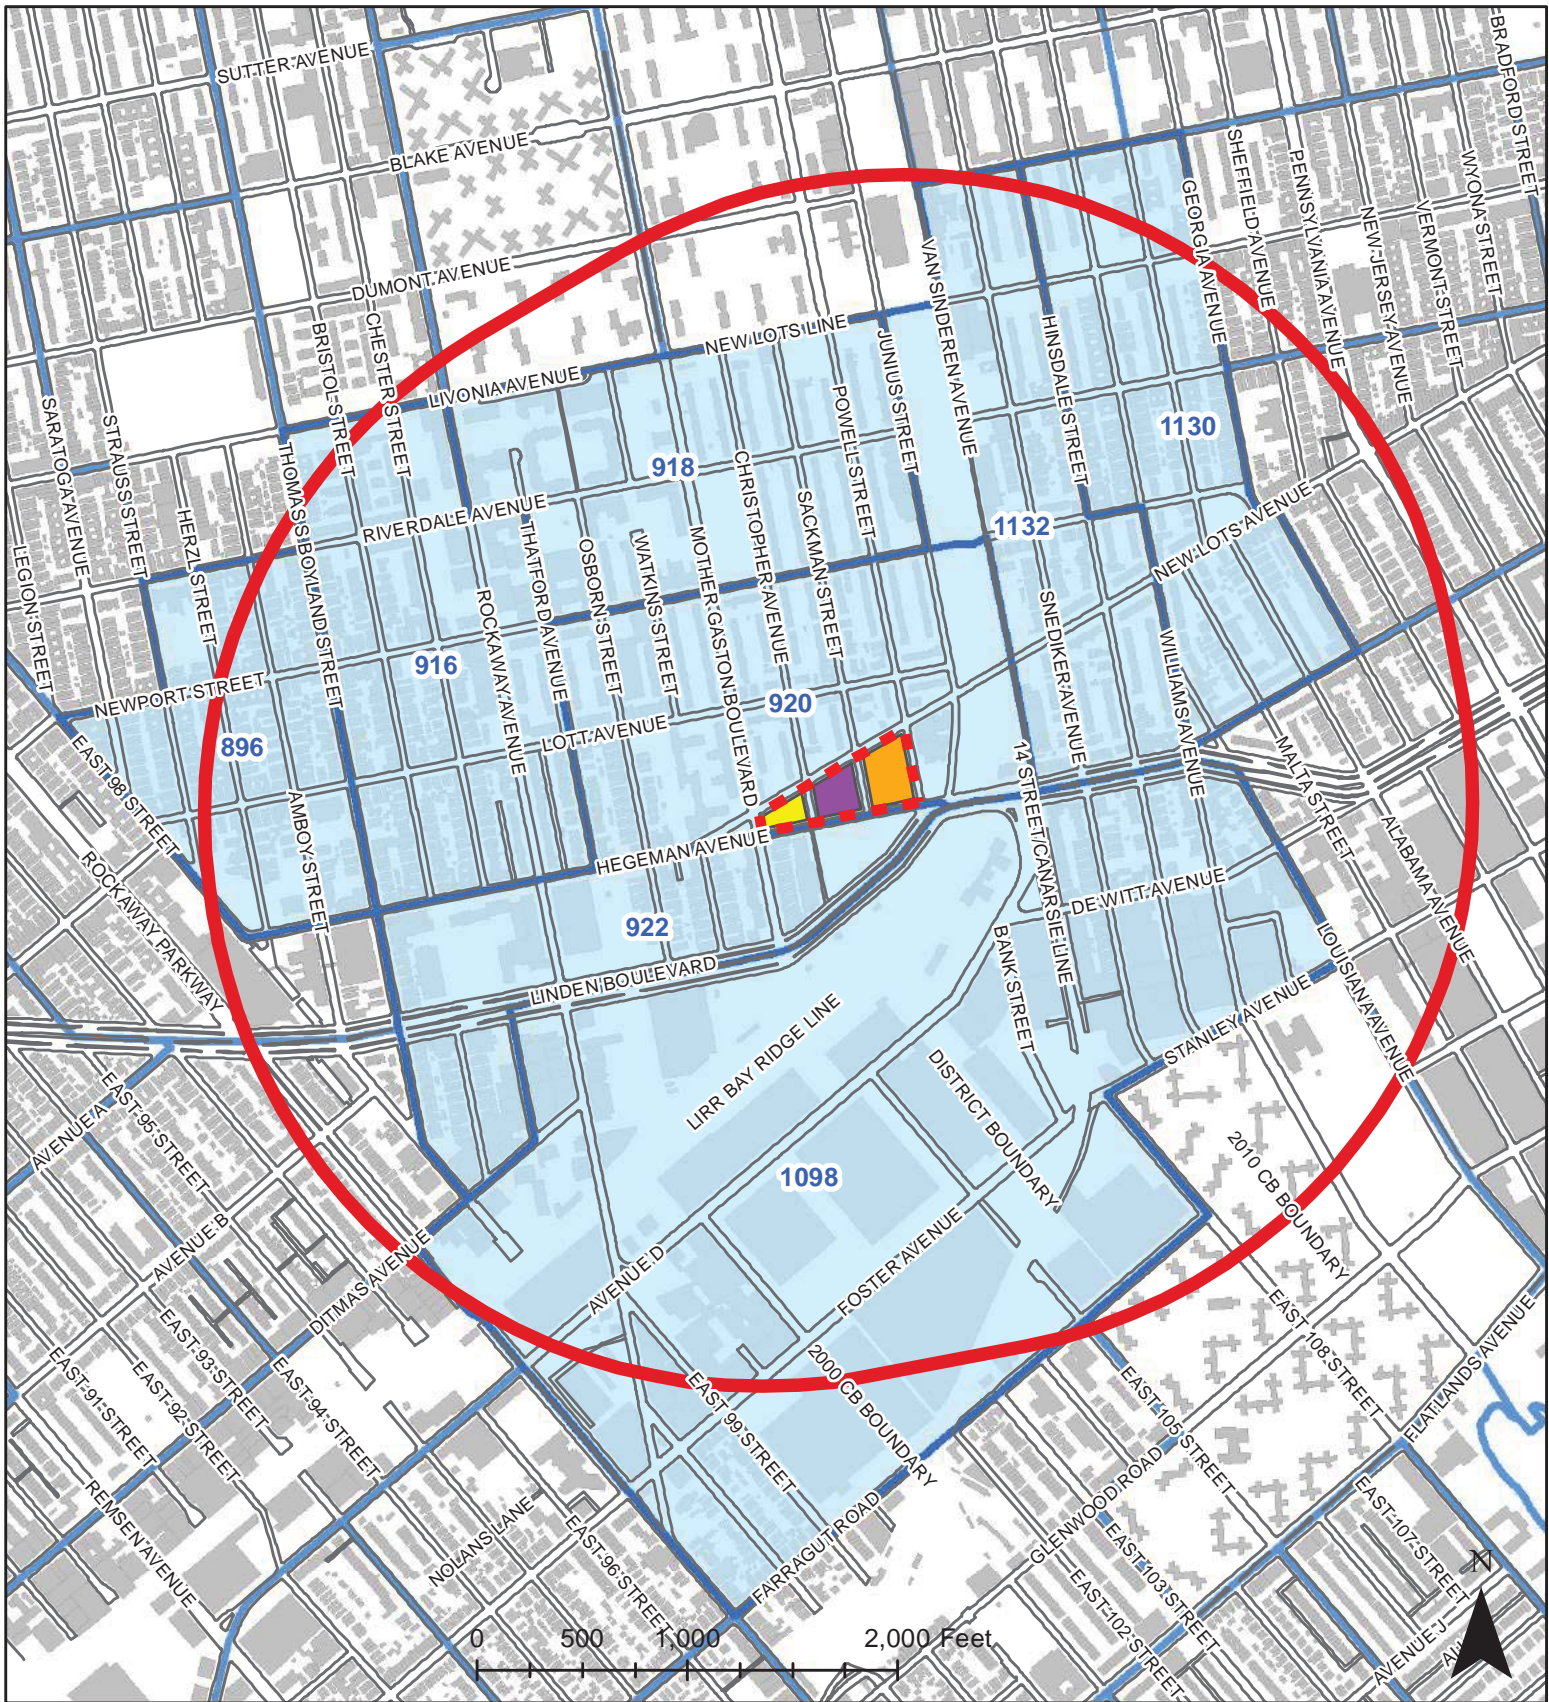 SUTTER AVENUE
BRADFORD STREET
BLAKE AVENUE
SHEFFIELD AVENUE
PENNSYLVANIA AVENUE
WYONA STREET
GEORGIA AVENUE
VERMONT STREET
NEW JERSEY AVENUE
DUMONT AVENUE
VAN SINDEREN AVENUE
NEW LOTS LINE
BRISTOL STREET
CHESTER STREET
HINSDALE STREET
JUNIUS STREET
LIVONIA AVENUE
POWELL STREET
SARATOGA AVENUE
STRAUSS STREET
1130
THOMAS S BOYLAND STREET
CHRISTOPHER AVENUE
918
SACKMAN STREET
HERZL STREET
RIVERDALE AVENUE
1132
NEW LOTS AVENUE
LEGION STREET
THATFORD AVENUE
OSBORN STREET
WATKINS STREET
MOTHER GASTON BOULEVARD
ROCKAWAY AVENUE
SNEDIKER AVENUE
WILLIAMS AVENUE
916
NEWPORT STREET
920
LOTT AVENUE
896
EAST 98 STREET
14 STREET/CANARSIE LINE
MALTA STREET
AMBOY STREET
ALABAMA AVENUE
HEGEMAN AVENUE
ROCKAWAY PARKWAY
DE WITT AVENUE
922
BANK STREET
LOUISIANA AVENUE
LINDEN BOULEVARD
STANLEY AVENUE
LIRR BAY RIDGE LINE
DISTRICT BOUNDARY
AVENUE A
EAST 95 STREET
2010 CB BOUNDARY
1098
AVENUE B
FOSTER AVENUE
AVENUE D
DITMAS AVENUE
EAST 108 STREET
FLATLANDS AVENUE
EAST 93 STREET
EAST 91 STREET
EAST 92 STREET
EAST 94 STREET
2000 CB BOUNDARY
EAST 99 STREET
EAST 105 STREET
GLENWOOD ROAD
REMSEN AVENUE
NOLANS LANE
EAST 96 STREET
FARRAGUT ROAD
EAST 107 STREET
EAST 103 STREET
EAST 102 STREET
AVENUE J
N
0 500 1,000 2,000 Feet